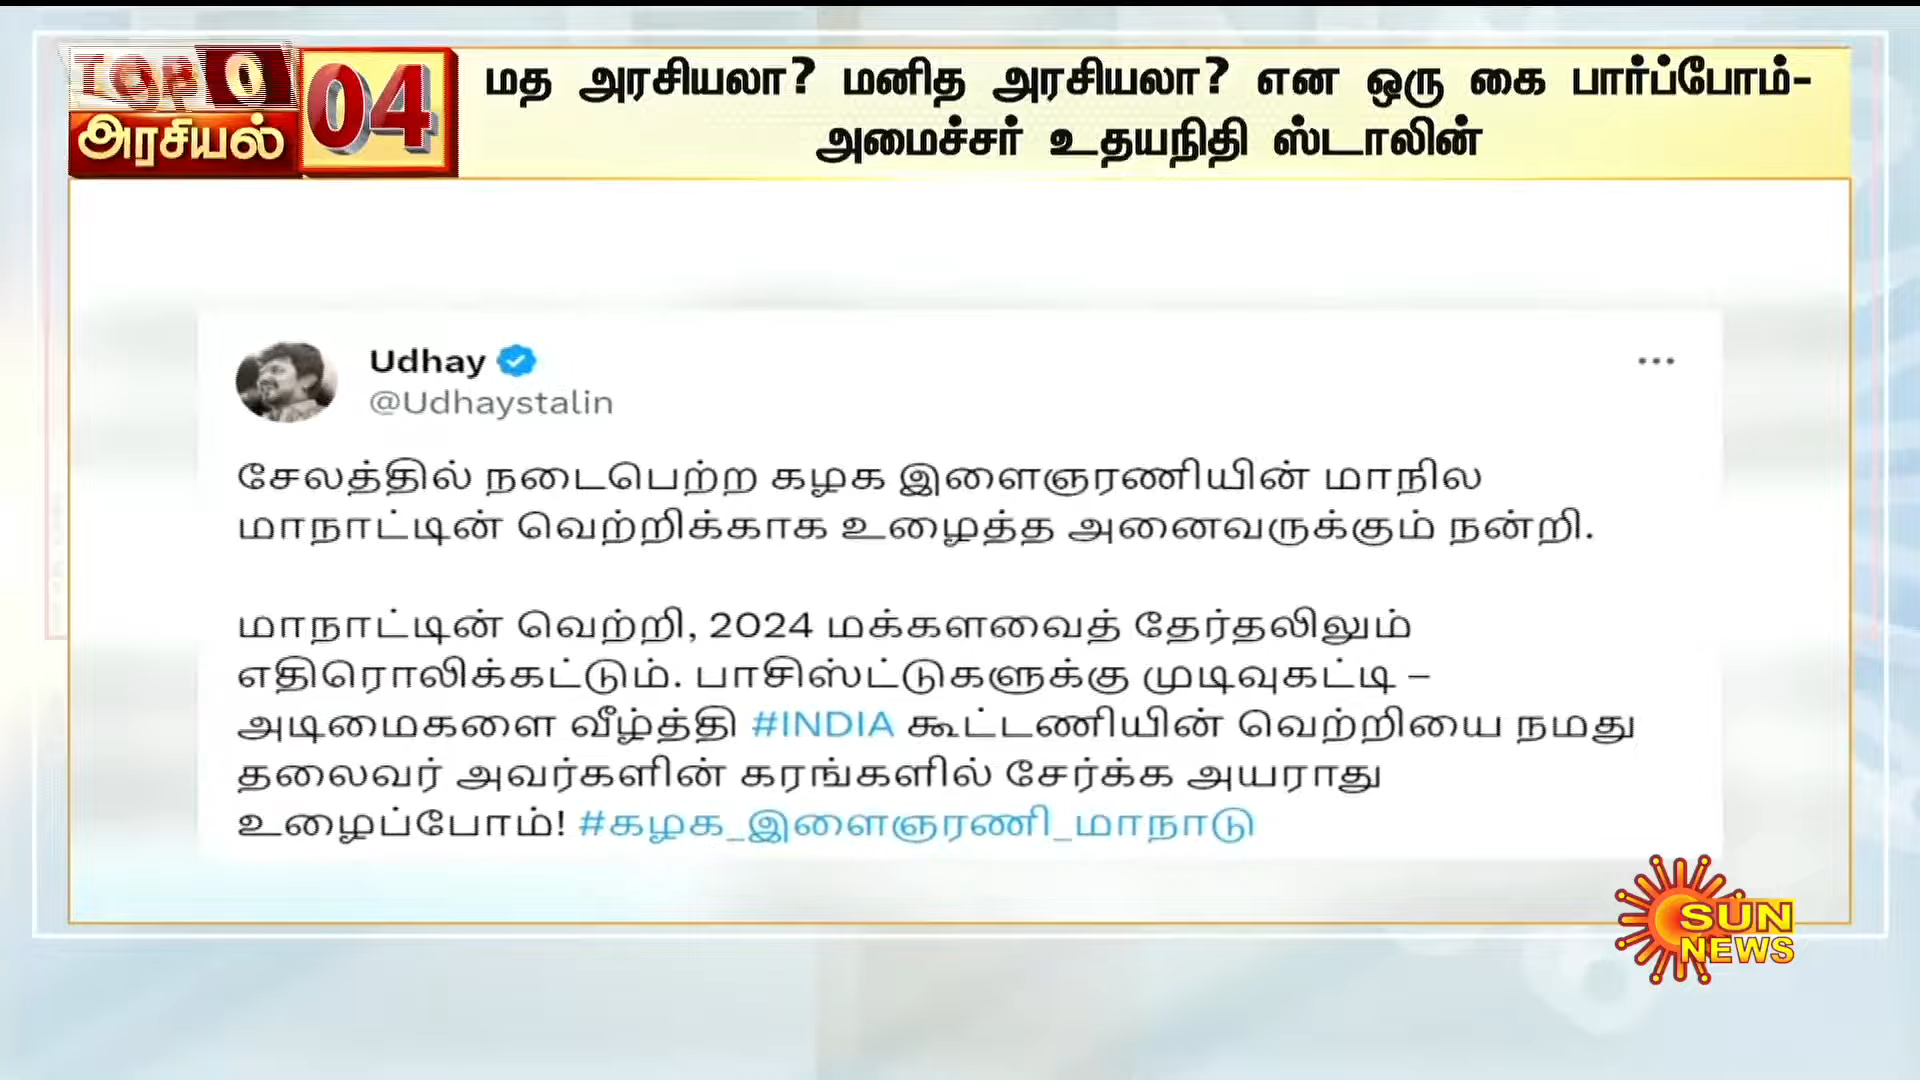 TOP 0
அரசியல்
04
மத அரசியலா? மனித அரசியலா? என ஒரு கை பார்ப்போம்-
அமைச்சர் உதயநிதி ஸ்டாலின்
Udhay
@Udhaystalin
சேலத்தில் நடைபெற்ற கழக இளைஞரணியின் மாநில
மாநாட்டின் வெற்றிக்காக உழைத்த அனைவருக்கும் நன்றி.
மாநாட்டின் வெற்றி, 2024 மக்களவைத் தேர்தலிலும்
எதிரொலிக்கட்டும். பாசிஸ்ட்டுகளுக்கு முடிவுகட்டி –
அடிமைகளை வீழ்த்தி #INDIA கூட்டணியின் வெற்றியை நமது
தலைவர் அவர்களின் கரங்களில் சேர்க்க அயராது
உழைப்போம்! #கழக_இளைஞரணி_மாநாடு
SUN
NEWS